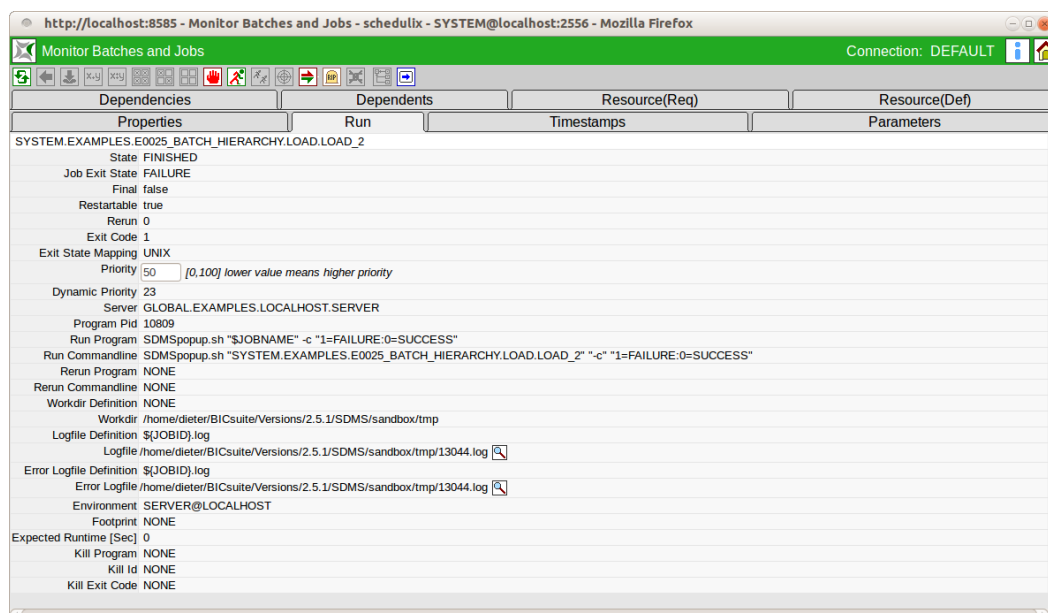 http://localhost:8585 - Monitor Batches and Jobs - schedulix - SYSTEM@localhost:2556 - Mozilla Firefox
Monitor Batches and Jobs Connection: DEFAULT
x.y x:y RIP
Dependencies Dependents Resource(Req) Resource(Def)
Properties Run Timestamps Parameters
SYSTEM.EXAMPLES.E0025_BATCH_HIERARCHY.LOAD.LOAD_2
State FINISHED
Job Exit State FAILURE
Final false
Restartable true
Rerun 0
Exit Code 1
Exit State Mapping UNIX
Priority 50 [0,100] lower value means higher priority
Dynamic Priority 23
Server GLOBAL.EXAMPLES.LOCALHOST.SERVER
Program Pid 10809
Run Program SDMSpopup.sh "$JOBNAME" -c "1=FAILURE:0=SUCCESS"
Run Commandline SDMSpopup.sh "SYSTEM.EXAMPLES.E0025_BATCH_HIERARCHY.LOAD.LOAD_2" "-c" "1=FAILURE:0=SUCCESS"
Rerun Program NONE
Rerun Commandline NONE
Workdir Definition NONE
Workdir /home/dieter/BICsuite/Versions/2.5.1/SDMS/sandbox/tmp
Logfile Definition ${JOBID}.log
Logfile /home/dieter/BICsuite/Versions/2.5.1/SDMS/sandbox/tmp/13044.log
Error Logfile Definition ${JOBID}.log
Error Logfile /home/dieter/BICsuite/Versions/2.5.1/SDMS/sandbox/tmp/13044.log
Environment SERVER@LOCALHOST
Footprint NONE
Expected Runtime [Sec] 0
Kill Program NONE
Kill Id NONE
Kill Exit Code NONE